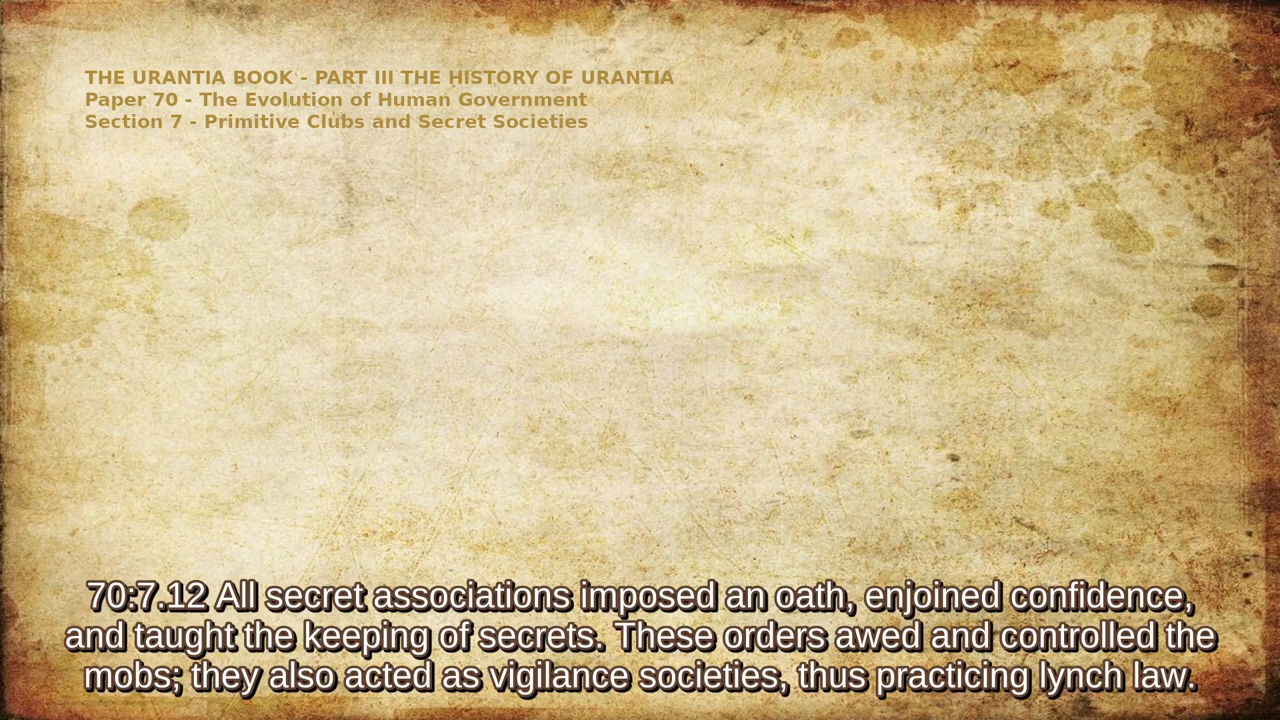 THE URANTIA BOOK - PART III THE HISTORY OF URANTIA
Paper 70 - The Evolution of Human Government
Section 7 - Primitive Clubs and Secret Societies
70:7.12 All secret associations imposed an oath, enjoined confidence,
and taught the keeping of secrets. These orders awed and controlled the
mobs; they also acted as vigilance societies, thus practicing lynch law.